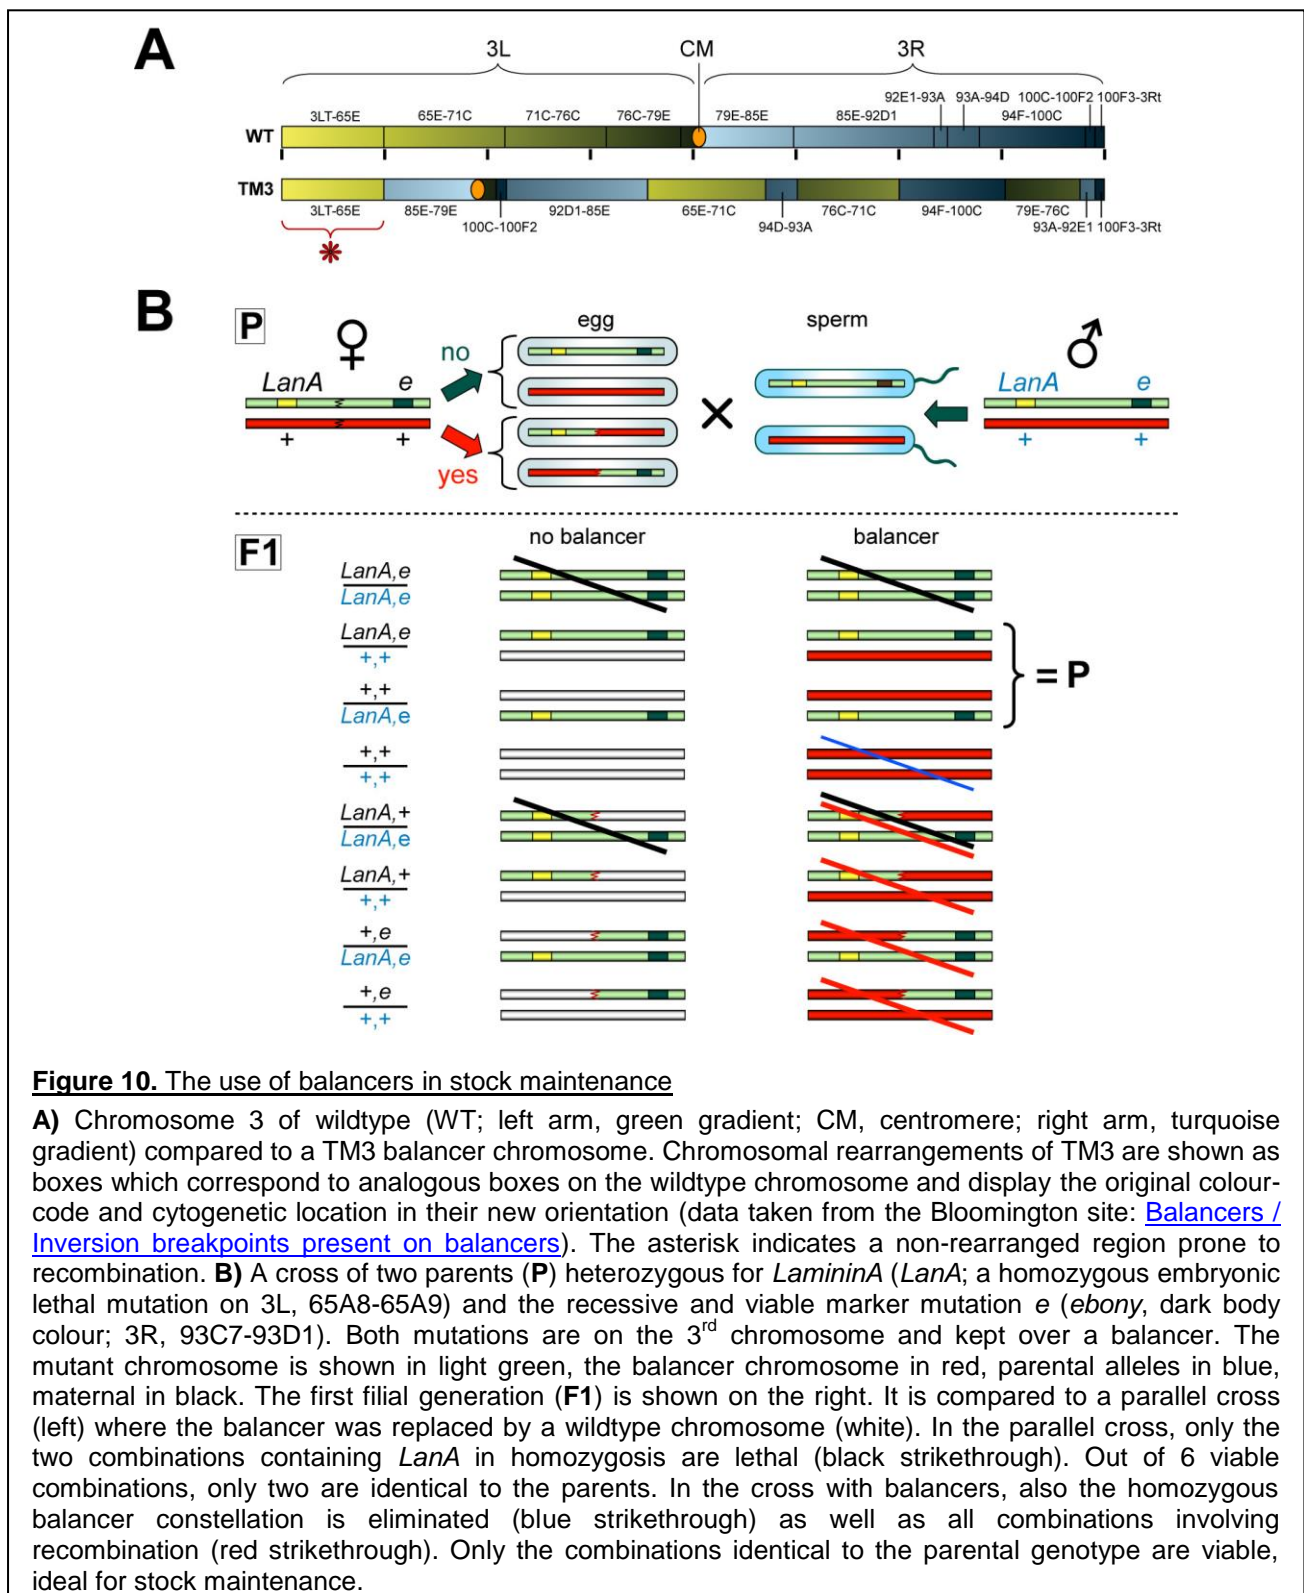 A
3L
CM
3R
92E1-93A
93A-94D
100C-100F2
100F3-3Rt
3LT-65E
65E-71C
71C-76C
76C-79E
79E-85E
85E-92D1
94F-100C
WT
TM3
3LT-65E
85E-79E
92D1-85E
65E-71C
76C-71C
94F-100C
79E-76C
100C-100F2
94D-93A
93A-92E1
100F3-3Rt
B
P
♀
egg
sperm
♂
no
LanA
e
LanA
e
+
+
+
+
yes
F1
no balancer
balancer
LanA,e
LanA,e
LanA,e
+,+
= P
+,+
LanA,e
+,+
+,+
LanA,+
LanA,e
LanA,+
+,+
+,e
LanA,e
+,e
+,+
Figure 10. The use of balancers in stock maintenance
A) Chromosome 3 of wildtype (WT; left arm, green gradient; CM, centromere; right arm, turquoise
gradient) compared to a TM3 balancer chromosome. Chromosomal rearrangements of TM3 are shown as
boxes which correspond to analogous boxes on the wildtype chromosome and display the original colour-
code and cytogenetic location in their new orientation (data taken from the Bloomington site: Balancers /
Inversion breakpoints present on balancers). The asterisk indicates a non-rearranged region prone to
recombination. B) A cross of two parents (P) heterozygous for LamininA (LanA; a homozygous embryonic
lethal mutation on 3L, 65A8-65A9) and the recessive and viable marker mutation e (ebony, dark body
colour; 3R, 93C7-93D1). Both mutations are on the 3rd chromosome and kept over a balancer. The
mutant chromosome is shown in light green, the balancer chromosome in red, parental alleles in blue,
maternal in black. The first filial generation (F1) is shown on the right. It is compared to a parallel cross
(left) where the balancer was replaced by a wildtype chromosome (white). In the parallel cross, only the
two combinations containing LanA in homozygosis are lethal (black strikethrough). Out of 6 viable
combinations, only two are identical to the parents. In the cross with balancers, also the homozygous
balancer constellation is eliminated (blue strikethrough) as well as all combinations involving
recombination (red strikethrough). Only the combinations identical to the parental genotype are viable,
ideal for stock maintenance.